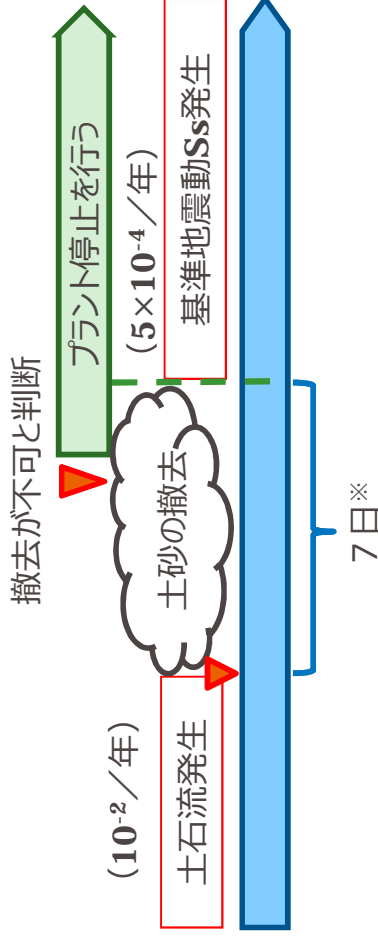 撤去が不可と判断
プラント停止を行う
（10-2／年）
（5×10-4／年）
土石流発生
土砂の撤去
基準地震動Ss発生
７日※